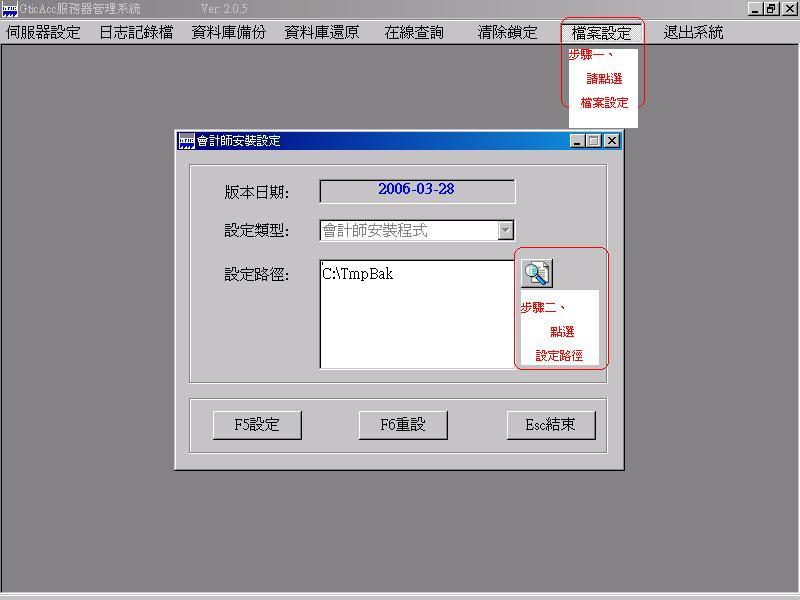 GticAcc服務器管理系統 Ver: 2.0.5
伺服器設定 日志記錄檔 資料庫備份 資料庫還原 在線查詢 清除鎖定 檔案設定 退出系統
步驟一、
請點選
檔案設定
會計師安裝設定
版本日期: 2006-03-28
設定類型: 會計師安裝程式
設定路徑: C:\TmpBak
步驟二、
點選
設定路徑
F5設定 F6重設 Esc結束